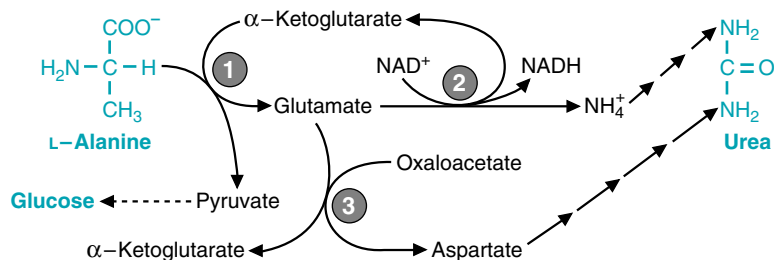 COO⁻
α-Ketoglutarate
NH₂
H₂N–C–H
1
NAD⁺
2
NADH
C=O
CH₃
Glutamate
NH₄⁺
NH₂
L–Alanine
Urea
Oxaloacetate
Glucose
Pyruvate
3
α-Ketoglutarate
Aspartate